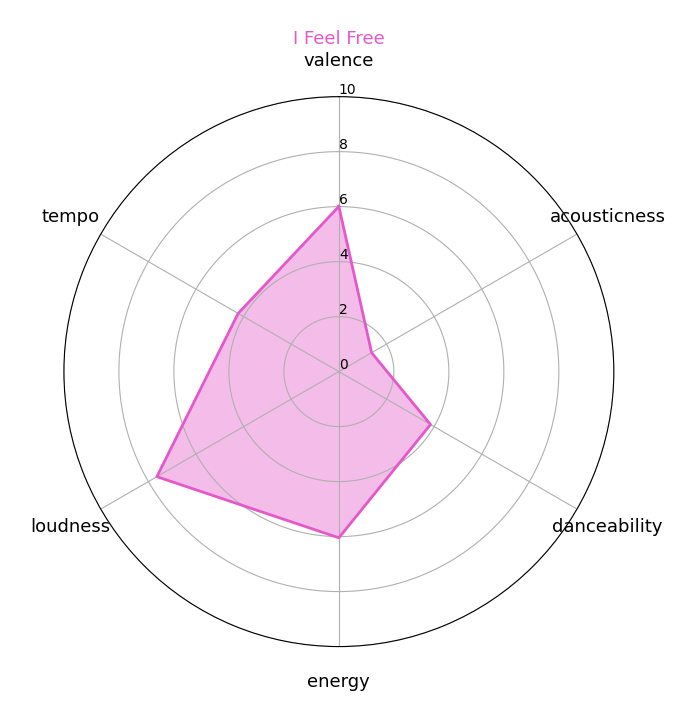 I Feel Free
valence
10
8
6
4
2
0
tempo
acousticness
loudness
danceability
energy